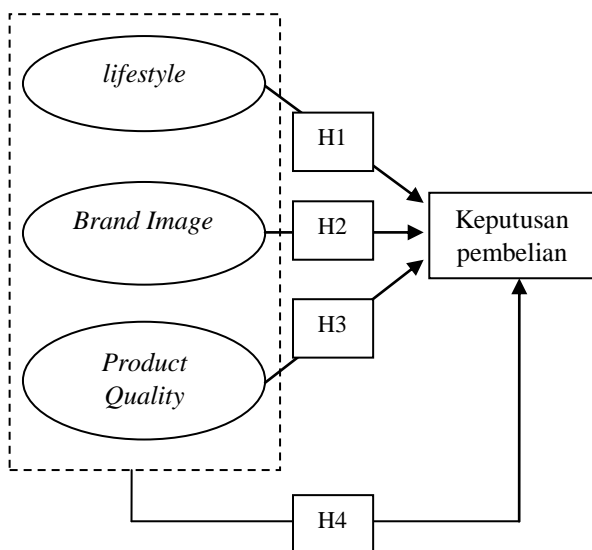 lifestyle
H1
Brand Image
H2
Keputusan
pembelian
H3
Product
Quality
H4